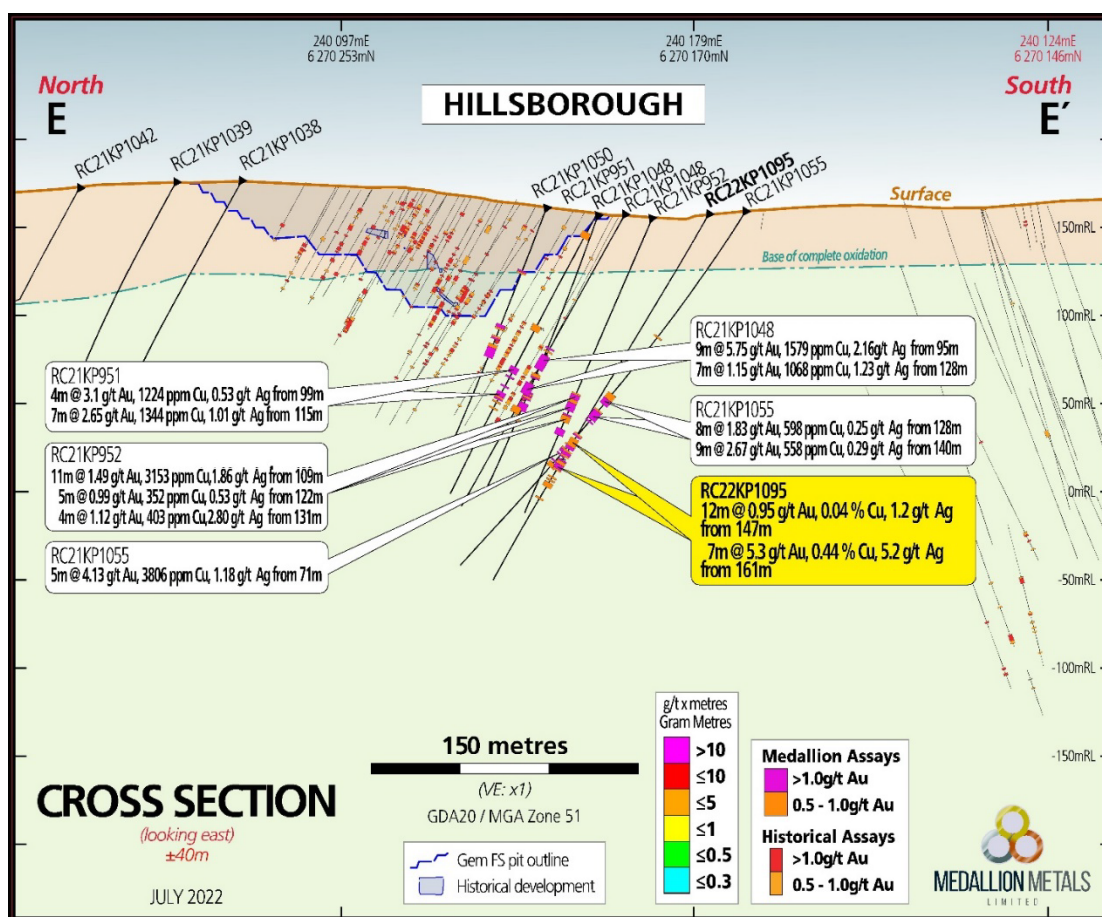 240 097mE
6 270 253mN
240 179mE
6 270 170mN
240 124mE
6 270 146mN
North
E
HILLSBOROUGH
South
E´
RC21KP1042
RC21KP1039
RC21KP1038
RC21KP1050
RC21KP951
RC21KP1048
RC21KP1048
RC21KP952
RC22KP1095
RC21KP1055
Surface
150mRL
Base of complete oxidation
100mRL
RC21KP1048
9m @ 5.75 g/t Au, 1579 ppm Cu, 2.16g/t Ag from 95m
7m @ 1.15 g/t Au, 1068 ppm Cu, 1.23 g/t Ag from 128m
RC21KP951
4m @ 3.1 g/t Au, 1224 ppm Cu, 0.53 g/t Ag from 99m
7m @ 2.65 g/t Au, 1344 ppm Cu, 1.01 g/t Ag from 115m
50mRL
RC21KP1055
8m @ 1.83 g/t Au, 598 ppm Cu, 0.25 g/t Ag from 128m
9m @ 2.67 g/t Au, 558 ppm Cu, 0.29 g/t Ag from 140m
RC21KP952
11m @ 1.49 g/t Au, 3153 ppm Cu,1.86 g/t Ag from 109m
5m @ 0.99 g/t Au, 352 ppm Cu, 0.53 g/t Ag from 122m
4m @ 1.12 g/t Au, 403 ppm Cu,2.80 g/t Ag from 131m
0mRL
RC22KP1095
12m @ 0.95 g/t Au, 0.04 % Cu, 1.2 g/t Ag
from 147m
7m @ 5.3 g/t Au, 0.44 % Cu, 5.2 g/t Ag
from 161m
RC21KP1055
5m @ 4.13 g/t Au, 3806 ppm Cu, 1.18 g/t Ag from 71m
-50mRL
-100mRL
-150mRL
CROSS SECTION
(looking east)
±40m
JULY 2022
150 metres
(VE: x1)
GDA20 / MGA Zone 51
Gem FS pit outline
Historical development
g/t x metres
Gram Metres
>10
≤10
≤5
≤1
≤0.5
≤0.3
Medallion Assays
>1.0g/t Au
0.5 - 1.0g/t Au
Historical Assays
>1.0g/t Au
0.5 - 1.0g/t Au
MEDALLION METALS
LIMITED